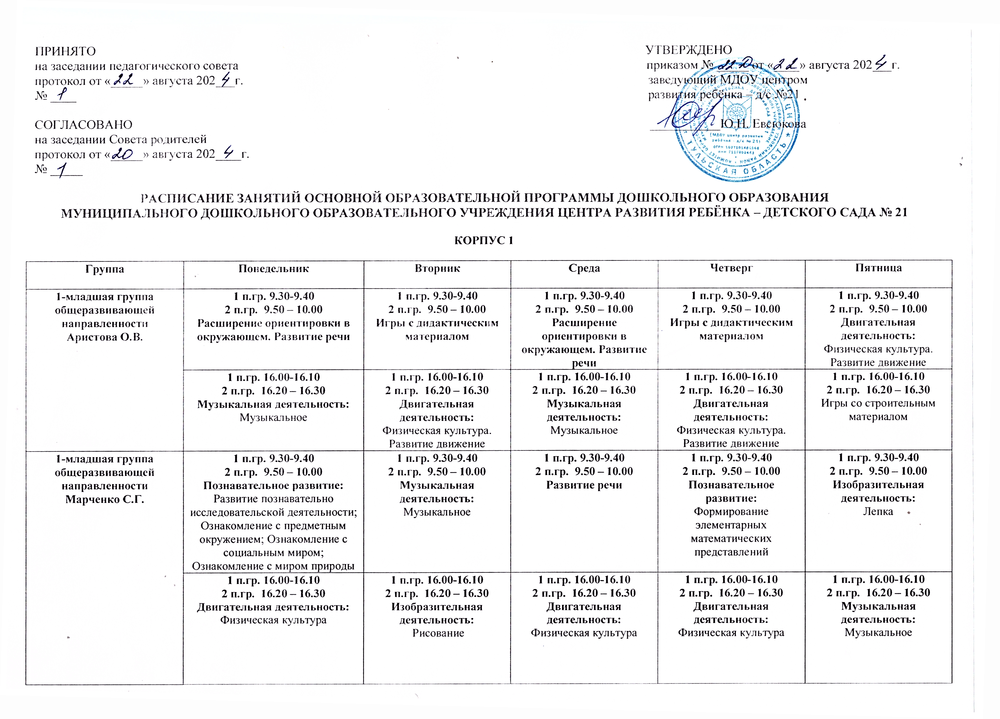 ПРИНЯТО
на заседании педагогического совета
протокол от «22» августа 2024 г.
№ 1
СОГЛАСОВАНО
на заседании Совета родителей
протокол от «20» августа 2024 г.
№ 1
УТВЕРЖДЕНО
приказом № 22-D от «22» августа 2024 г.
заведующий МДОУ центром
развития ребёнка – д/с №21
Ю.Н. Евсюкова
(МДОУ центр развития
ребёнка - д/с № 21)
ТУЛЬСКАЯ ОБЛАСТЬ
РАСПИСАНИЕ ЗАНЯТИЙ ОСНОВНОЙ ОБРАЗОВАТЕЛЬНОЙ ПРОГРАММЫ ДОШКОЛЬНОГО ОБРАЗОВАНИЯ
МУНИЦИПАЛЬНОГО ДОШКОЛЬНОГО ОБРАЗОВАТЕЛЬНОГО УЧРЕЖДЕНИЯ ЦЕНТРА РАЗВИТИЯ РЕБЁНКА – ДЕТСКОГО САДА № 21
КОРПУС 1
Группа
Понедельник
Вторник
Среда
Четверг
Пятница
1-младшая группа
общеразвивающей
направленности
Аристова О.В.
1 п.гр. 9.30-9.40
2 п.гр. 9.50 – 10.00
Расширение ориентировки в
окружающем. Развитие речи
1 п.гр. 9.30-9.40
2 п.гр. 9.50 – 10.00
Игры с дидактическим
материалом
1 п.гр. 9.30-9.40
2 п.гр. 9.50 – 10.00
Расширение
ориентировки в
окружающем. Развитие
речи
1 п.гр. 9.30-9.40
2 п.гр. 9.50 – 10.00
Игры с дидактическим
материалом
1 п.гр. 9.30-9.40
2 п.гр. 9.50 – 10.00
Двигательная
деятельность:
Физическая культура.
Развитие движение
1 п.гр. 16.00-16.10
2 п.гр. 16.20 – 16.30
Музыкальная деятельность:
Музыкальное
1 п.гр. 16.00-16.10
2 п.гр. 16.20 – 16.30
Двигательная
деятельность:
Физическая культура.
Развитие движение
1 п.гр. 16.00-16.10
2 п.гр. 16.20 – 16.30
Музыкальная
деятельность:
Музыкальное
1 п.гр. 16.00-16.10
2 п.гр. 16.20 – 16.30
Двигательная
деятельность:
Физическая культура.
Развитие движение
1 п.гр. 16.00-16.10
2 п.гр. 16.20 – 16.30
Игры со строительным
материалом
1-младшая группа
общеразвивающей
направленности
Марченко С.Г.
1 п.гр. 9.30-9.40
2 п.гр. 9.50 – 10.00
Познавательное развитие:
Развитие познавательно
исследовательской деятельности;
Ознакомление с предметным
окружением; Ознакомление с
социальным миром;
Ознакомление с миром природы
1 п.гр. 9.30-9.40
2 п.гр. 9.50 – 10.00
Музыкальная
деятельность:
Музыкальное
1 п.гр. 9.30-9.40
2 п.гр. 9.50 – 10.00
Развитие речи
1 п.гр. 9.30-9.40
2 п.гр. 9.50 – 10.00
Познавательное
развитие:
Формирование
элементарных
математических
представлений
1 п.гр. 9.30-9.40
2 п.гр. 9.50 – 10.00
Изобразительная
деятельность:
Лепка
1 п.гр. 16.00-16.10
2 п.гр. 16.20 – 16.30
Двигательная деятельность:
Физическая культура
1 п.гр. 16.00-16.10
2 п.гр. 16.20 – 16.30
Изобразительная
деятельность:
Рисование
1 п.гр. 16.00-16.10
2 п.гр. 16.20 – 16.30
Двигательная
деятельность:
Физическая культура
1 п.гр. 16.00-16.10
2 п.гр. 16.20 – 16.30
Двигательная
деятельность:
Физическая культура
1 п.гр. 16.00-16.10
2 п.гр. 16.20 – 16.30
Музыкальная
деятельность:
Музыкальное